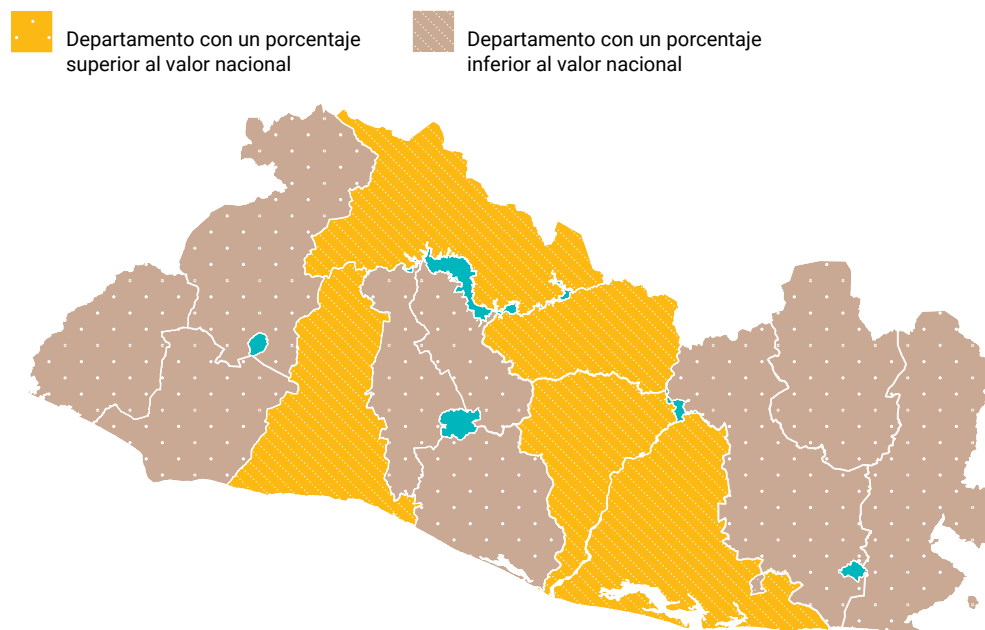 Departamento con un porcentaje
superior al valor nacional
Departamento con un porcentaje
inferior al valor nacional